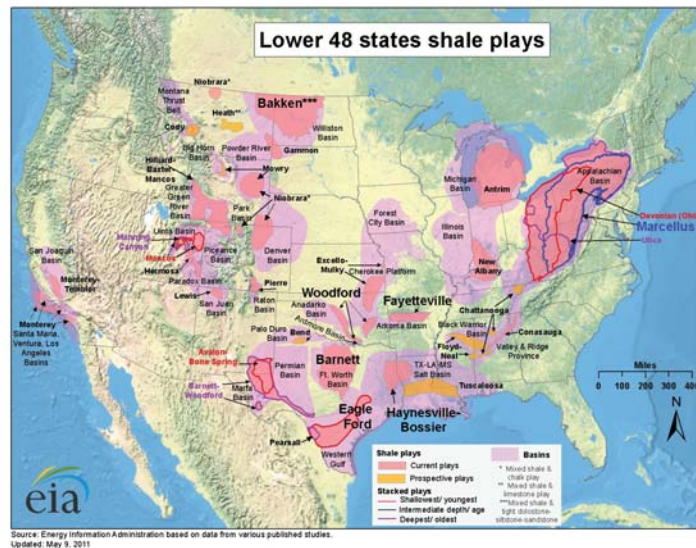 Lower 48 states shale plays
Niobrara*
Montana
Thrust
Belt
Heath**
Bakken***
Cody
Williston
Basin
Big Horn
Basin
Powder River
Basin
Gammon
Hilliard-
Baxter-
Mancos
Mowry
Greater
Green
River
Basin
Niobrara*
Park
Basin
Michigan
Basin
Antrim
Appalachian
Basin
Devonian (Oh
Marcellus
Utica
Uinta Basin
Manning
Canyon
Mancos
Piceance
Basin
Denver
Basin
Forest
City Basin
Illinois
Basin
San Joaquin
Basin
Hermosa
Paradox Basin
Excello-
Mulky
Cherokee Platform
New
Albany
Monterey-
Temblor
Lewis
San Juan
Basin
Pierre
Raton
Basin
Woodford
Anadarko
Basin
Fayetteville
Chattanooga
Monterey
Santa Maria,
Ventura, Los
Angeles
Basins
Palo Duro
Basin
Bend
Ardmore Basin
Arkoma Basin
Black Warrior
Basin
Conasauga
Floyd-
Neal
Valley & Ridge
Province
Avalon-
Bone Spring
Permian
Basin
Barnett
Ft. Worth
Basin
TX-LA-MS
Salt Basin
Tuscaloosa
Barnett-
Woodford
Marfa
Basin
Eagle
Ford
Haynesville-
Bossier
Pearsall
Western
Gulf
Miles
0 100 200 300 400
N
Shale plays
Current plays
Prospective plays
Stacked plays
Shallowest/ youngest
Intermediate depth/ age
Deepest/ oldest
Basins
* Mixed shale &
chalk play
** Mixed shale &
limestone play
***Mixed shale &
tight dolostone-
siltstone-sandstone
eia
Source: Energy Information Administration based on data from various published studies.
Updated: May 9, 2011